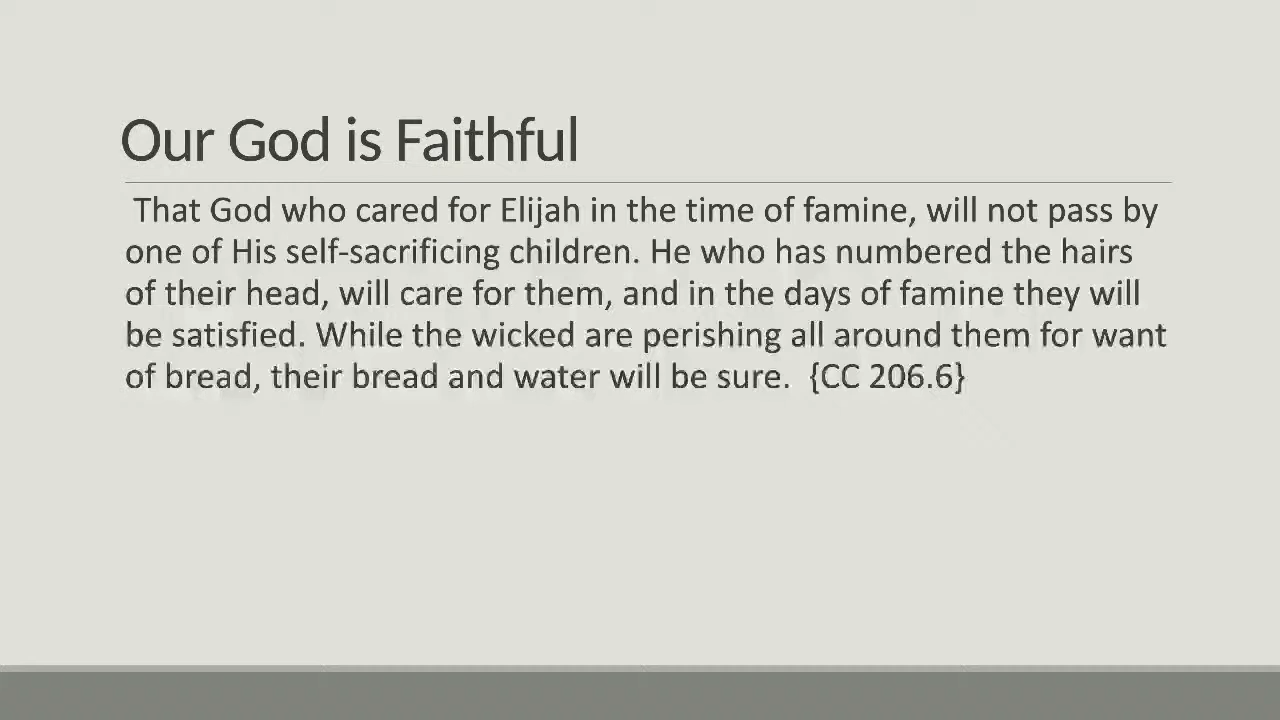 Our God is Faithful
That God who cared for Elijah in the time of famine, will not pass by
one of His self-sacrificing children. He who has numbered the hairs
of their head, will care for them, and in the days of famine they will
be satisfied. While the wicked are perishing all around them for want
of bread, their bread and water will be sure.  {CC 206.6}